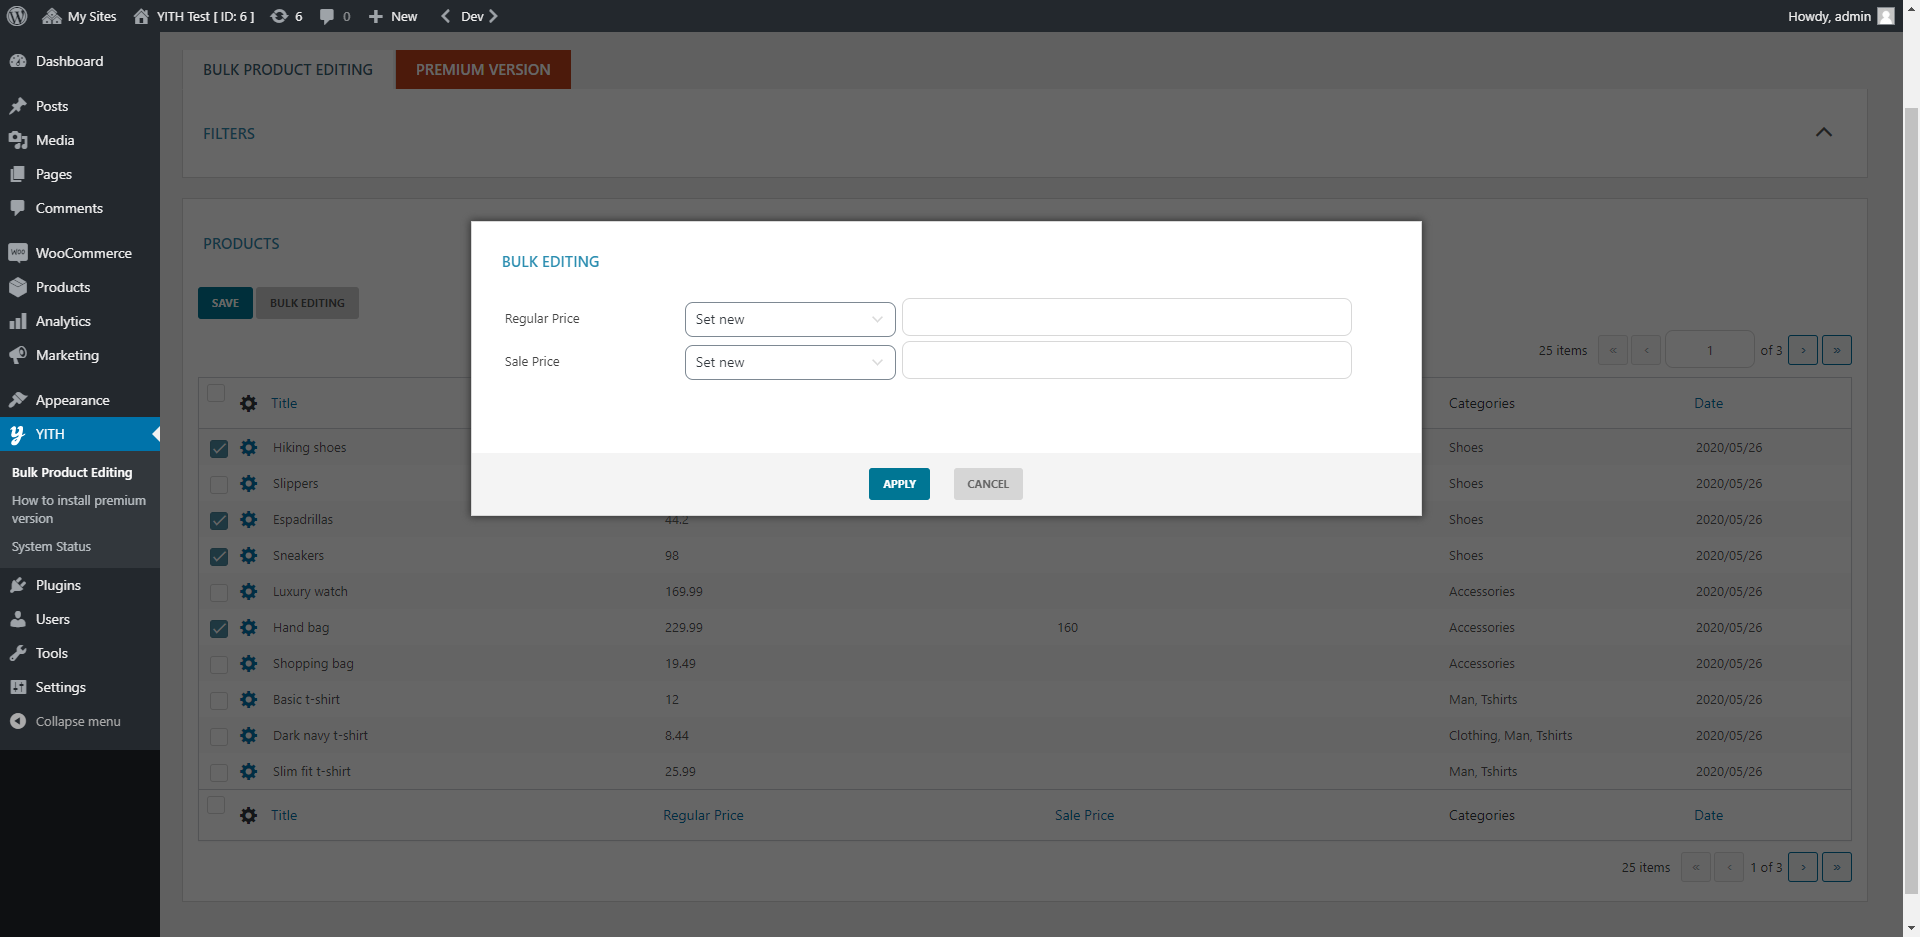 My Sites
YITH Test [ ID: 6 ]
6
0
New
Dev
Howdy, admin
Dashboard
Posts
Media
Pages
Comments
WooCommerce
Products
Analytics
Marketing
Appearance
YITH
Bulk Product Editing
How to install premium
version
System Status
Plugins
Users
Tools
Settings
Collapse menu
BULK PRODUCT EDITING
PREMIUM VERSION
FILTERS
PRODUCTS
SAVE
BULK EDITING
25 items « ‹ 1 of 3 › »
BULK EDITING
Regular Price Set new
Sale Price Set new
APPLY CANCEL
Title Categories Date
Hiking shoes Shoes 2020/05/26
Slippers Shoes 2020/05/26
Espadrillas 44.2 Shoes 2020/05/26
Sneakers 98 Shoes 2020/05/26
Luxury watch 169.99 Accessories 2020/05/26
Hand bag 229.99 160 Accessories 2020/05/26
Shopping bag 19.49 Accessories 2020/05/26
Basic t-shirt 12 Man, Tshirts 2020/05/26
Dark navy t-shirt 8.44 Clothing, Man, Tshirts 2020/05/26
Slim fit t-shirt 25.99 Man, Tshirts 2020/05/26
Title Regular Price Sale Price Categories Date
25 items « ‹ 1 of 3 › »